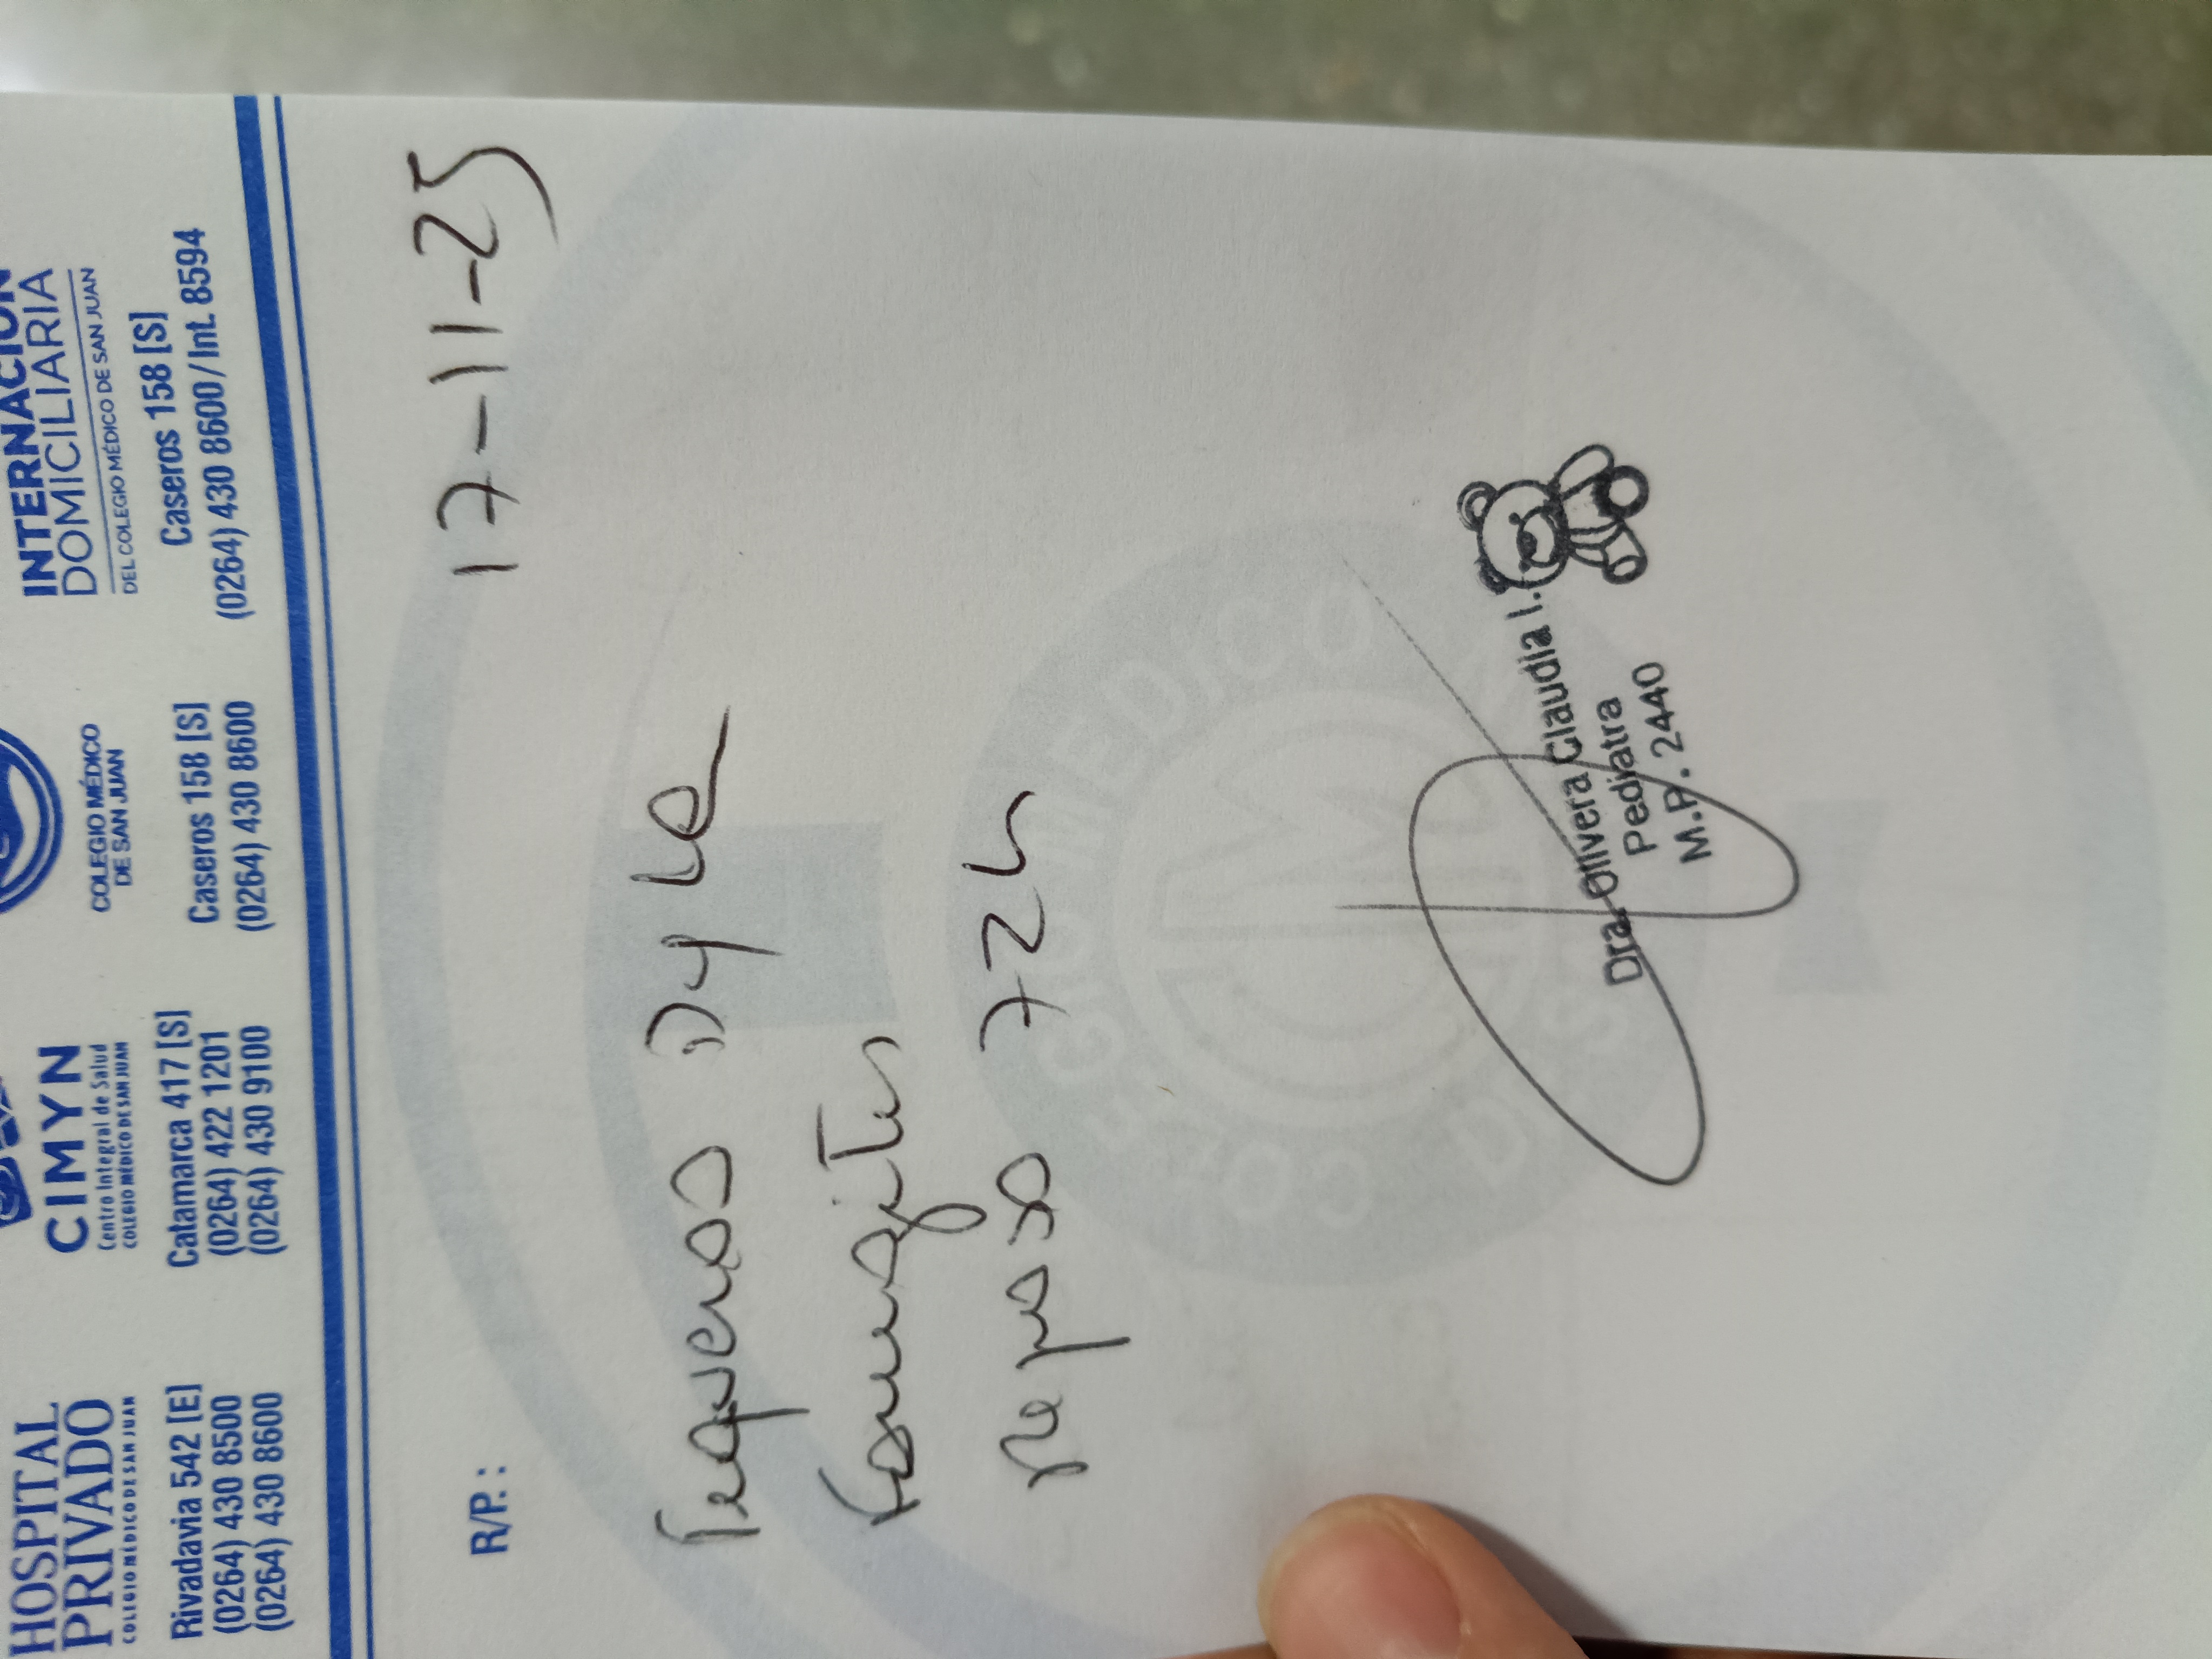 HOSPITAL
PRIVADO
COLEGIO MÉDICO DE SAN JUAN
Rivadavia 542 [E]
(0264) 430 8500
(0264) 430 8600
CIMYN
Centro Integral de Salud
COLEGIO MÉDICO DE SAN JUAN
Catamarca 417 [S]
(0264) 422 1201
(0264) 430 9100
COLEGIO MÉDICO
DE SAN JUAN
Caseros 158 [S]
(0264) 430 8600
INTERNACIÓN
DOMICILIARIA
DEL COLEGIO MÉDICO DE SAN JUAN
Caseros 158 [S]
(0264) 430 8600 / Int. 8594
17-11-25
R/P.:
reposo 72 h
Dra. Olivera Claudia I.
Pediatra
M.P. 2440